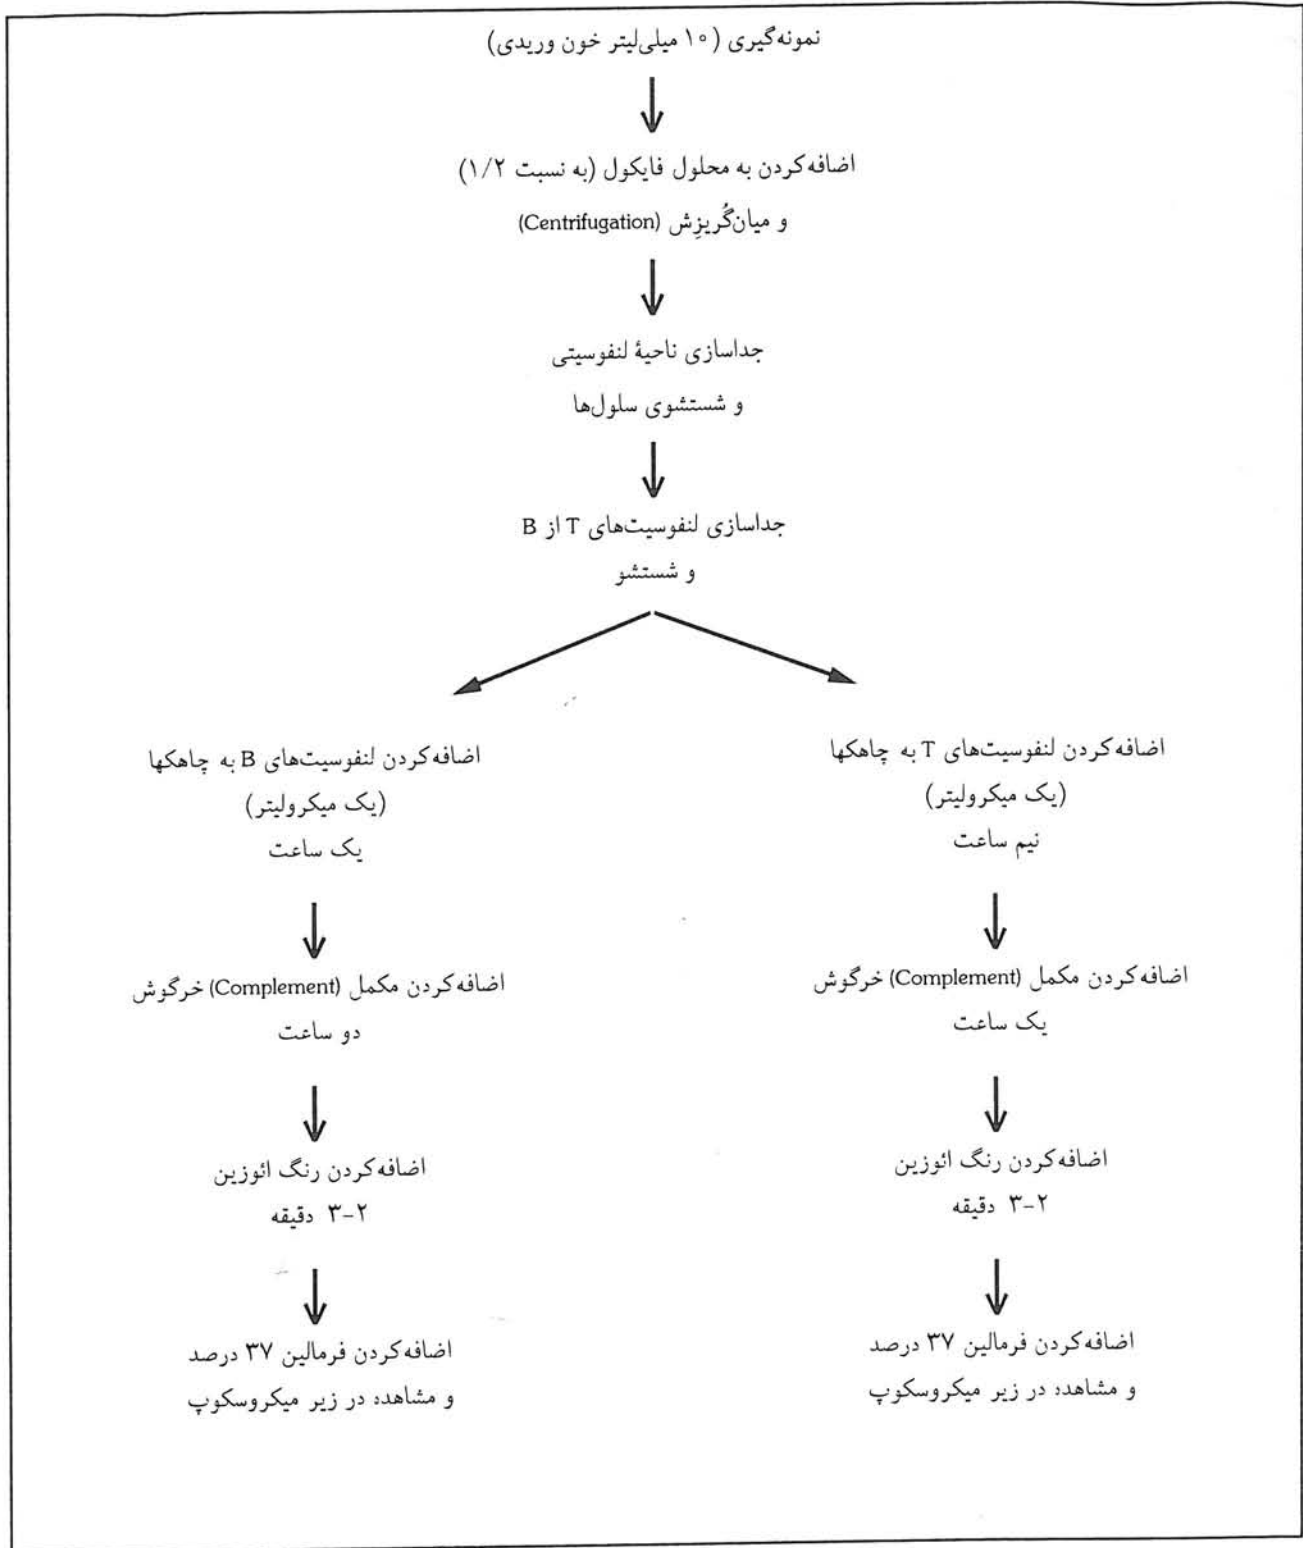 نمونه‌گیری (۱۰ میلی‌لیتر خون وریدی)
اضافه‌کردن به محلول فایکول (به نسبت ۱/۲)
و میان‌گُریزِش (Centrifugation)
جداسازی ناحیهٔ لنفوسیتی
و شستشوی سلول‌ها
جداسازی لنفوسیت‌های T از B
و شستشو
اضافه‌کردن لنفوسیت‌های T به چاهکها
(یک میکرولیتر)
نیم ساعت
اضافه‌کردن مکمل (Complement) خرگوش
یک ساعت
اضافه‌کردن رنگ ائوزین
۳-۲ دقیقه
اضافه‌کردن فرمالین ۳۷ درصد
و مشاهده در زیر میکروسکوپ
اضافه‌کردن لنفوسیت‌های B به چاهکها
(یک میکرولیتر)
یک ساعت
اضافه‌کردن مکمل (Complement) خرگوش
دو ساعت
اضافه‌کردن رنگ ائوزین
۳-۲ دقیقه
اضافه‌کردن فرمالین ۳۷ درصد
و مشاهده در زیر میکروسکوپ